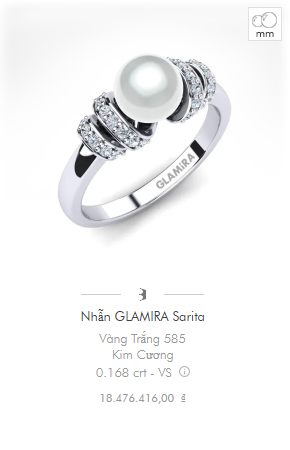 mm
GLAMIRA
Nhẫn GLAMIRA Sarita
Vàng Trắng 585
Kim Cương
0.168 crt - VS
18.476.416,00 ₫